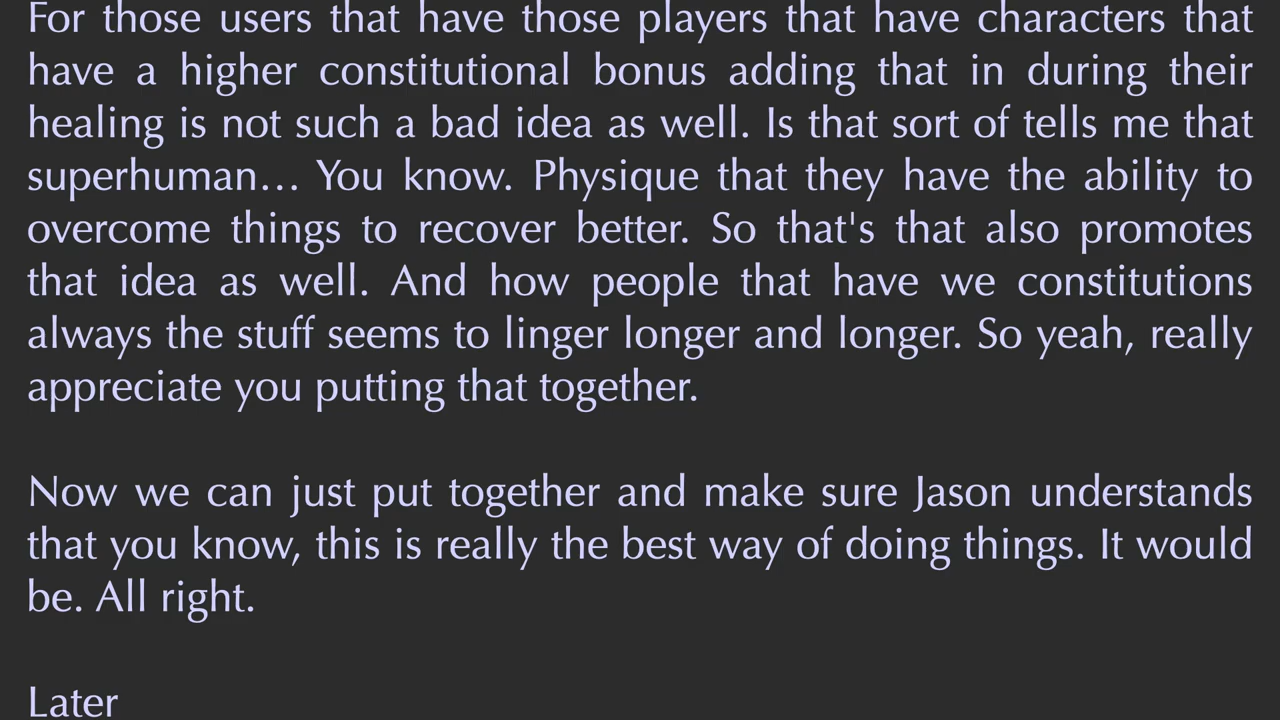 For those users that have those players that have characters that
have a higher constitutional bonus adding that in during their
healing is not such a bad idea as well. Is that sort of tells me that
superhuman… You know. Physique that they have the ability to
overcome things to recover better. So that's that also promotes
that idea as well. And how people that have we constitutions
always the stuff seems to linger longer and longer. So yeah, really
appreciate you putting that together.
Now we can just put together and make sure Jason understands
that you know, this is really the best way of doing things. It would
be. All right.
Later